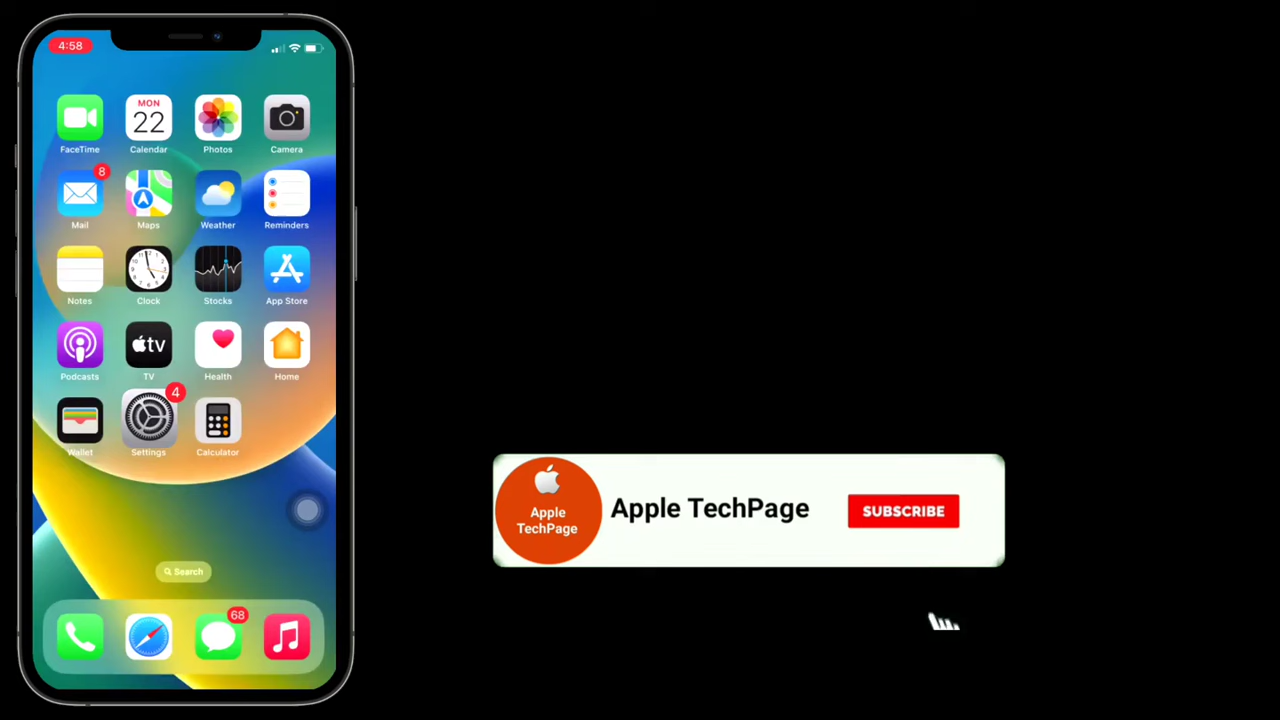 4:58
MON
22
FaceTime
Calendar
Photos
Camera
8
Mail
Maps
Weather
Reminders
Notes
Clock
Stocks
App Store
tv
Podcasts
TV
Health
Home
4
Wallet
Settings
Calculator
Search
68
Apple
TechPage
Apple TechPage
SUBSCRIBE